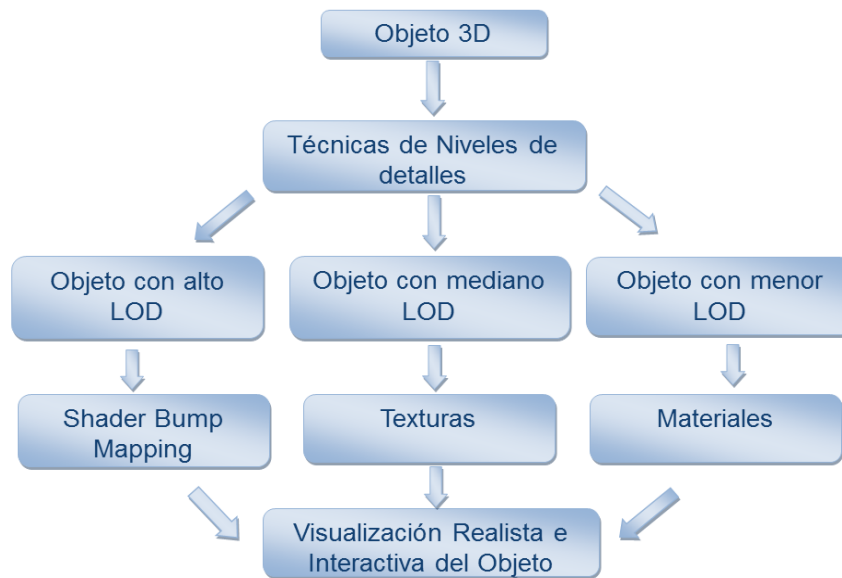 Objeto 3D
Técnicas de Niveles de
detalles
Objeto con alto
LOD
Objeto con mediano
LOD
Objeto con menor
LOD
Shader Bump
Mapping
Texturas
Materiales
Visualización Realista e
Interactiva del Objeto